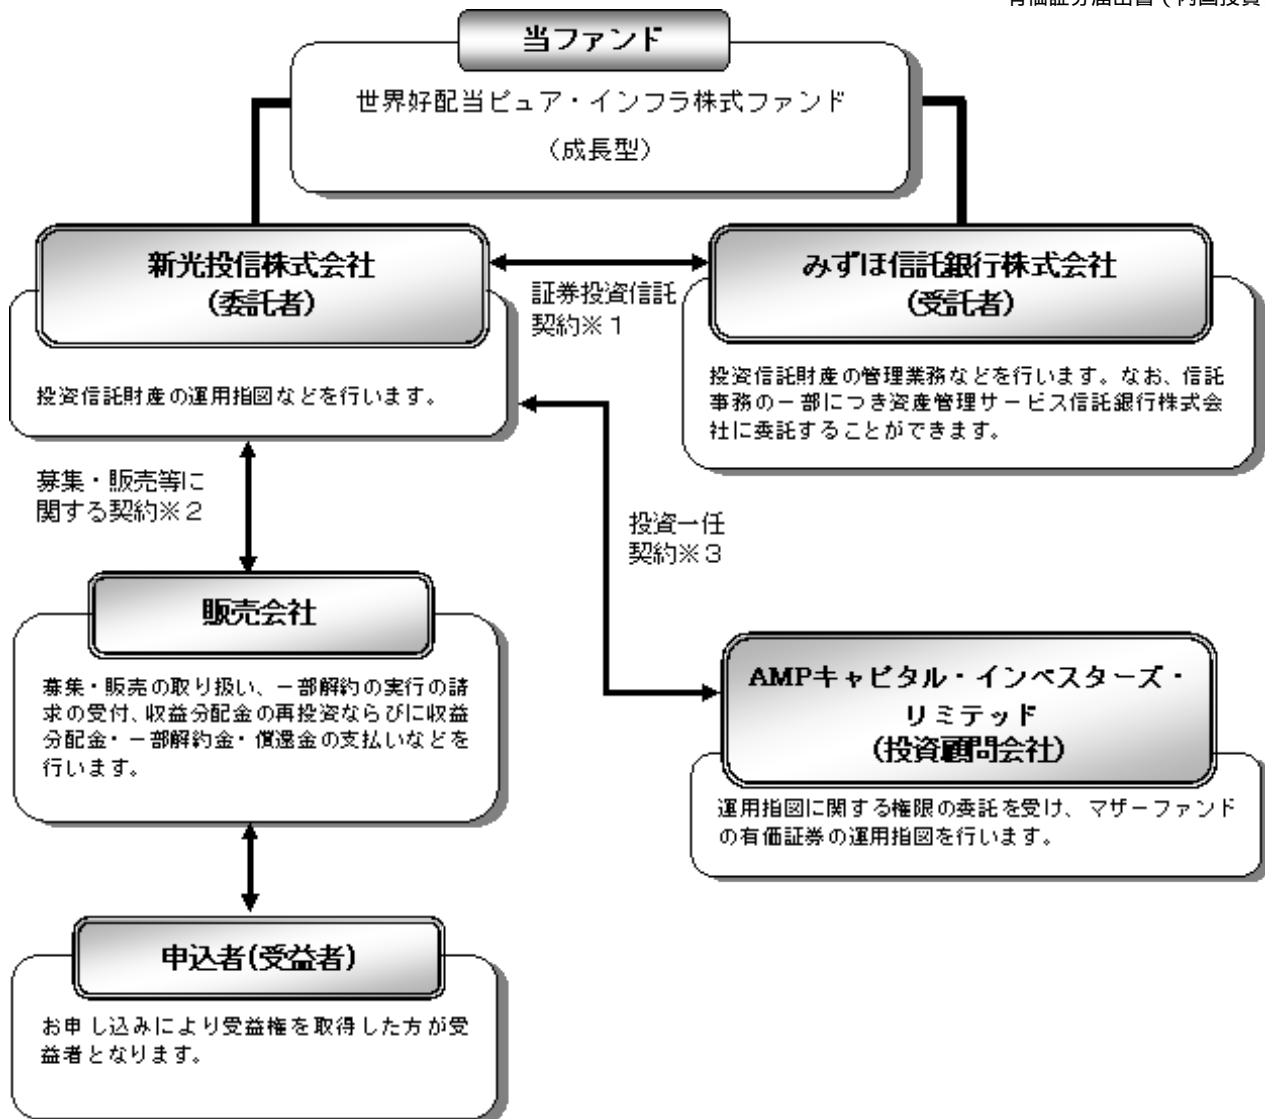 当ファンド
世界好配当ピュア・インフラ株式ファンド
(成長型)
新光投信株式会社
(委託者)
証券投資信託
契約※1
みずほ信託銀行株式会社
(受託者)
投資信託財産の運用指図などを行います。
投資信託財産の管理業務などを行います。なお、信託
事務の一部につき資産管理サービス信託銀行株式会
社に委託することができます。
募集・販売等に
関する契約※2
投資一任
契約※3
販売会社
募集・販売の取り扱い、一部解約の実行の請
求の受付、収益分配金の再投資ならびに収益
分配金・一部解約金・償還金の支払いなどを
行います。
AMPキャピタル・インベスターズ・
リミテッド
(投資顧問会社)
運用指図に関する権限の委託を受け、マザーファンド
の有価証券の運用指図を行います。
申込者(受益者)
お申し込みにより受益権を取得した方が受
益者となります。